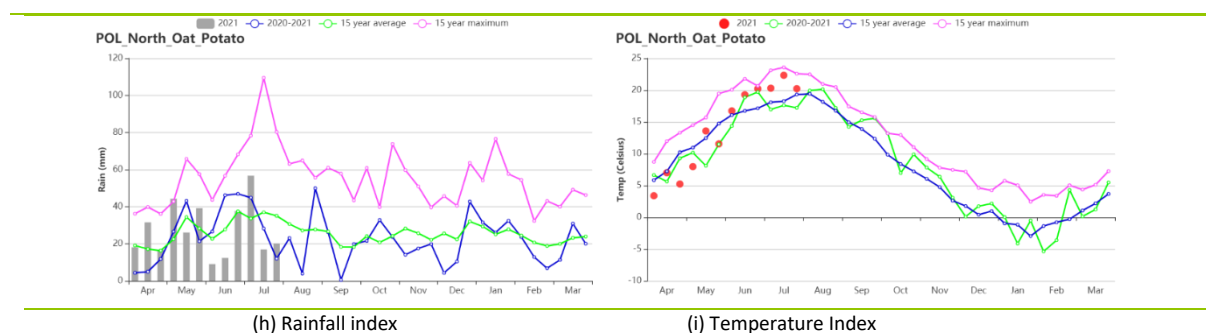 2021 2020-2021 15 year average 15 year maximum
POL_North_Oat_Potato
Rain (mm)
120
100
80
60
40
20
0
Apr May Jun Jul Aug Sep Oct Nov Dec Jan Feb Mar
(h) Rainfall index
2021 2020-2021 15 year average 15 year maximum
POL_North_Oat_Potato
Temp (Celsius)
25
20
15
10
5
0
-5
-10
Apr May Jun Jul Aug Sep Oct Nov Dec Jan Feb Mar
(i) Temperature Index